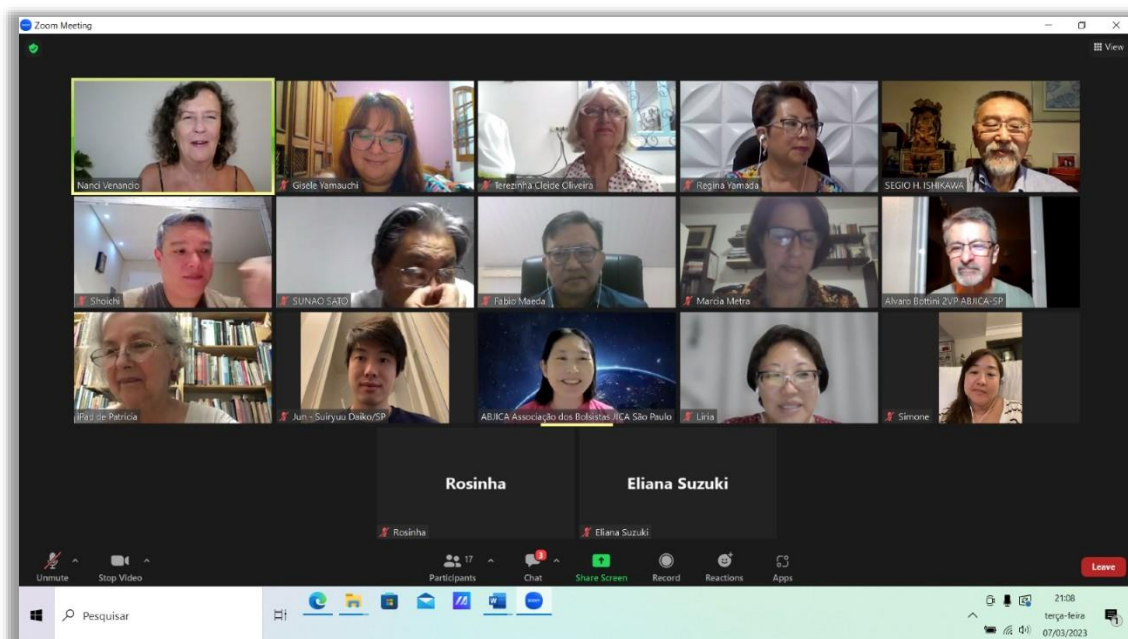 Zoom Meeting
View
Nanci Venancio
Gisele Yamauchi
Terezinha Cleide Oliveira
Regina Yamada
SEGIO H. ISHIKAWA
Shoichi
SUNAO SATO
Fabio Maeda
Marcia Metra
Alvaro Bottini 2VP ABJICA-SP
iPad de Patricia
Jun - Suiryuu Daiko/SP
ABJICA Associação dos Bolsistas JICA São Paulo
Liria
Simone
Rosinha
Eliana Suzuki
Rosinha
Eliana Suzuki
17
3
Unmute
Stop Video
Participants
Chat
Share Screen
Record
Reactions
Apps
Leave
Pesquisar
21:08
terça-feira
07/03/2023
1